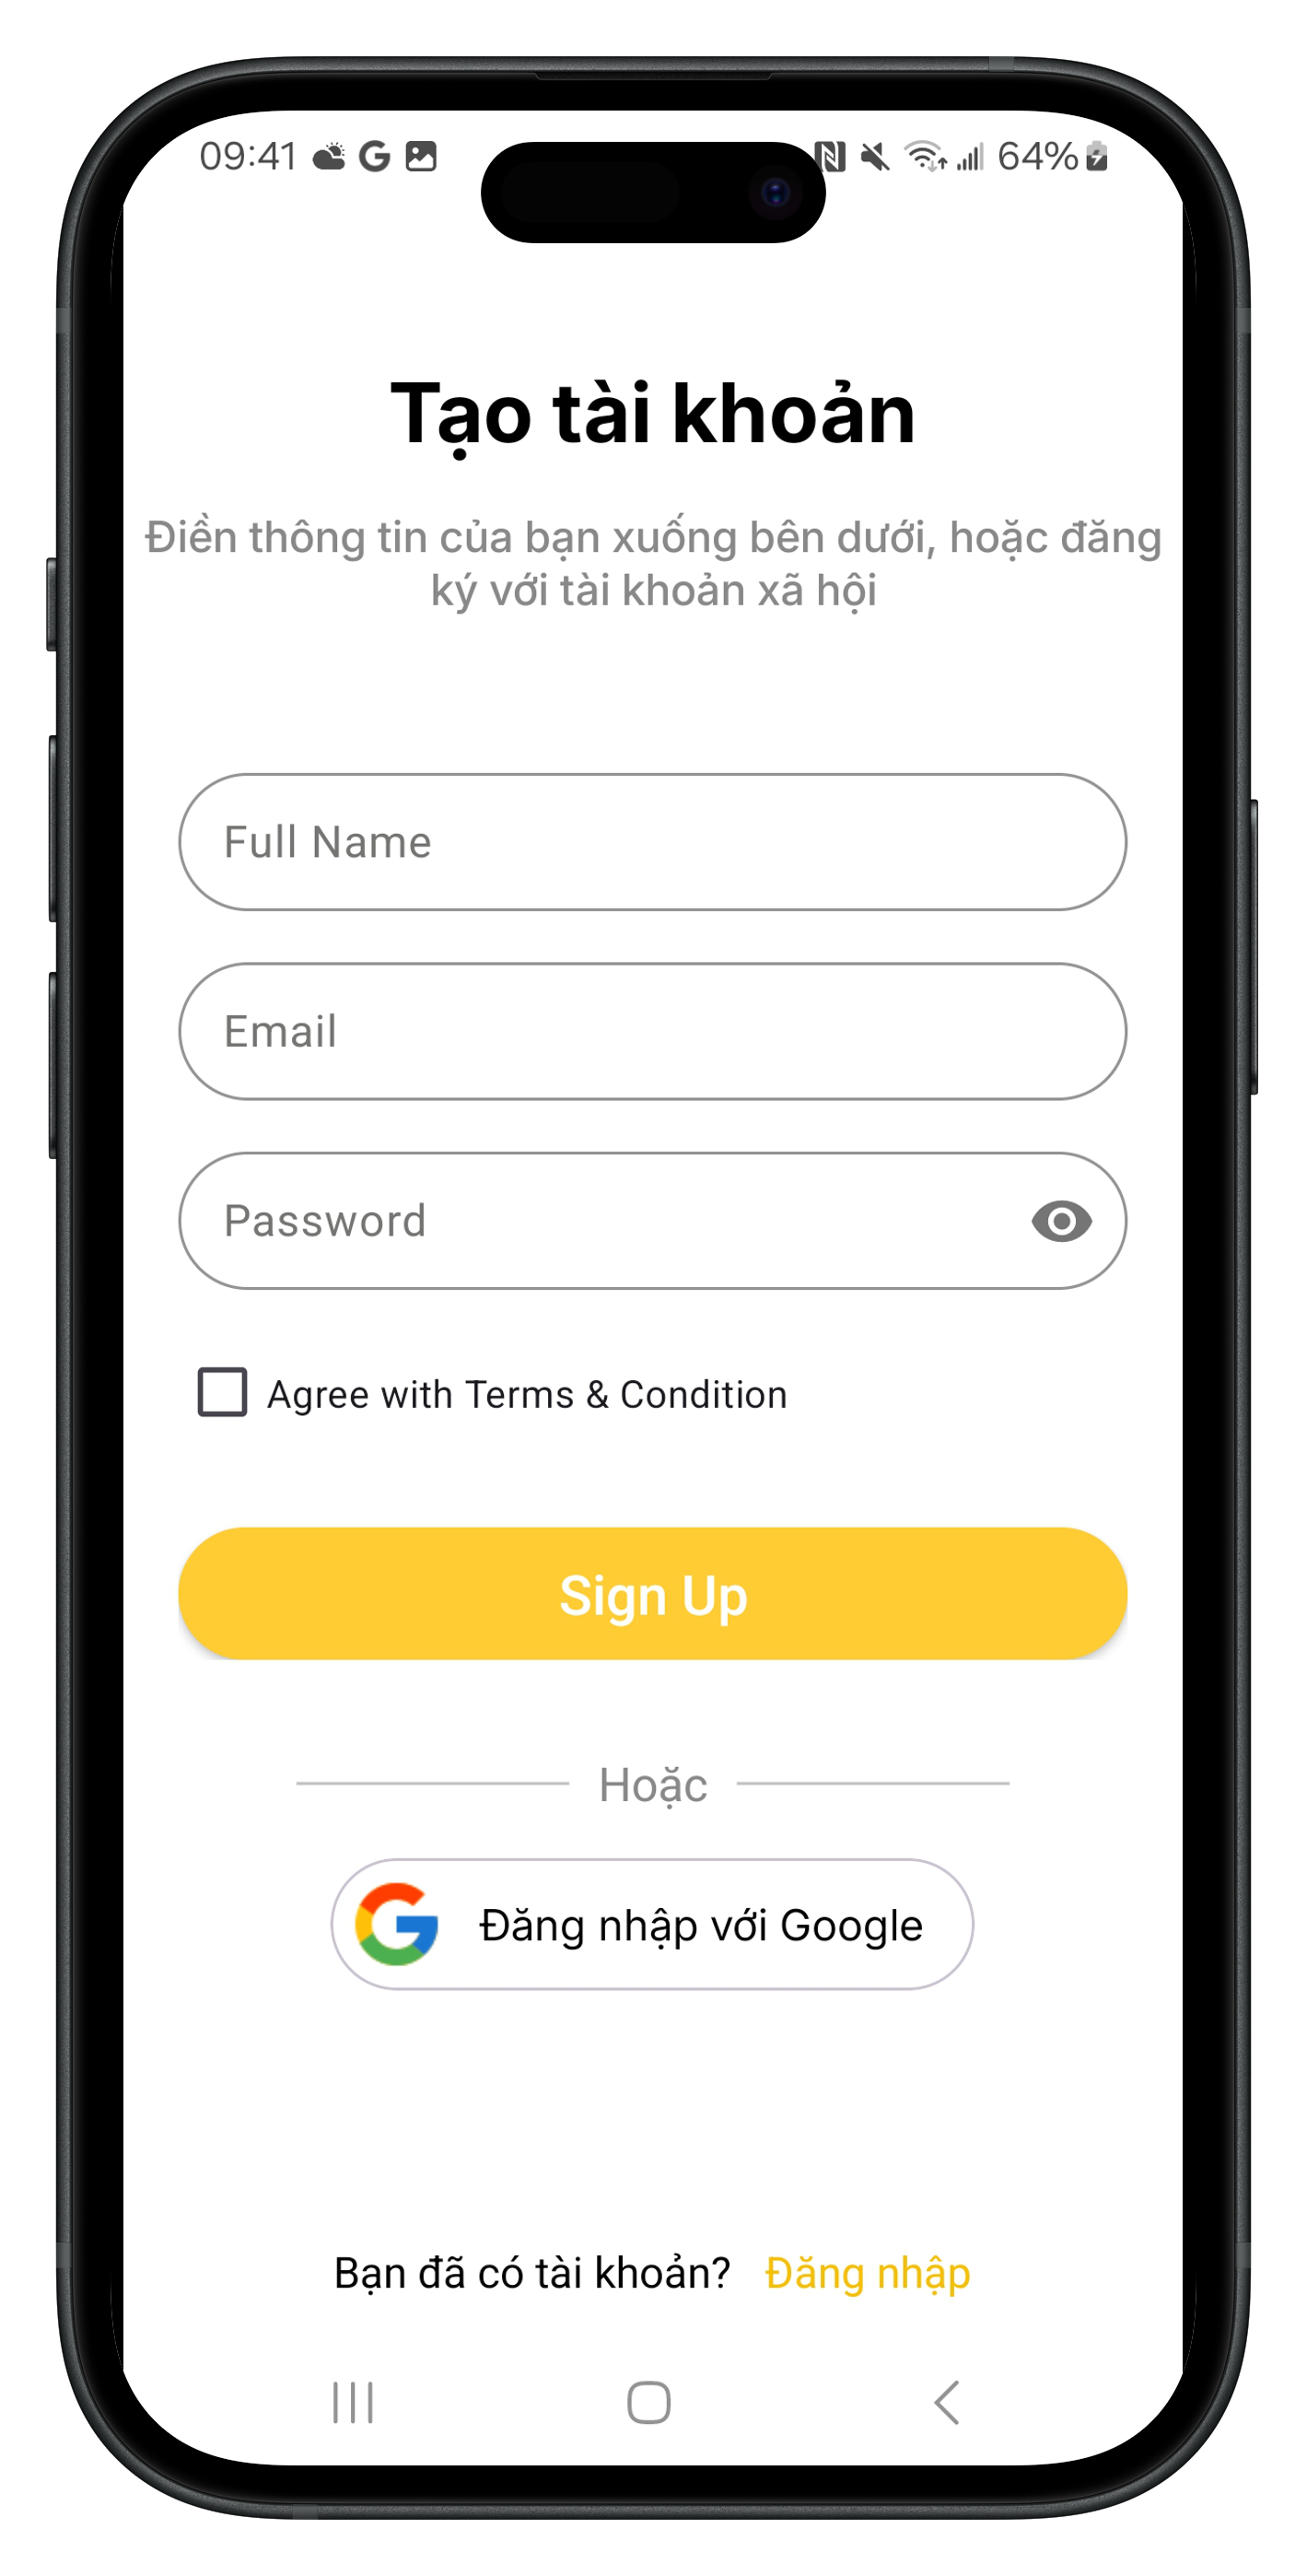 09:41
64%
Tạo tài khoản
Điền thông tin của bạn xuống bên dưới, hoặc đăng
ký với tài khoản xã hội
Full Name
Email
Password
Agree with Terms & Condition
Sign Up
Hoặc
Đăng nhập với Google
Bạn đã có tài khoản? Đăng nhập